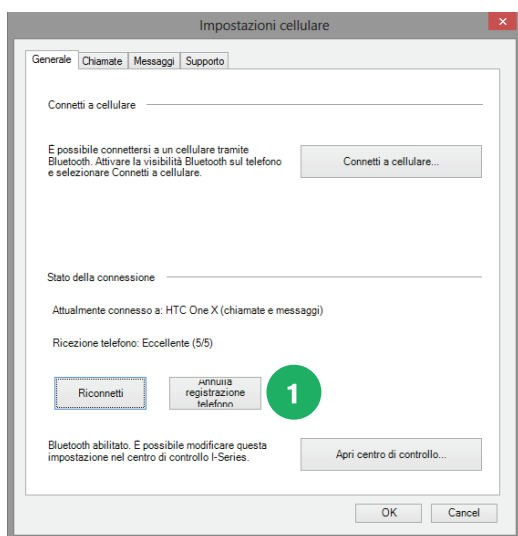 Impostazioni cellulare
Generale Chiamate Messaggi Supporto
Connetti a cellulare
È possibile connettersi a un cellulare tramite
Bluetooth. Attivare la visibilità Bluetooth sul telefono
e selezionare Connetti a cellulare.
Connetti a cellulare...
Stato della connessione
Attualmente connesso a: HTC One X (chiamate e messaggi)
Ricezione telefono: Eccellente (5/5)
Riconnetti
Annulla
registrazione
telefono
1
Bluetooth abilitato. È possibile modificare questa
impostazione nel centro di controllo I-Series.
Apri centro di controllo...
OK Cancel